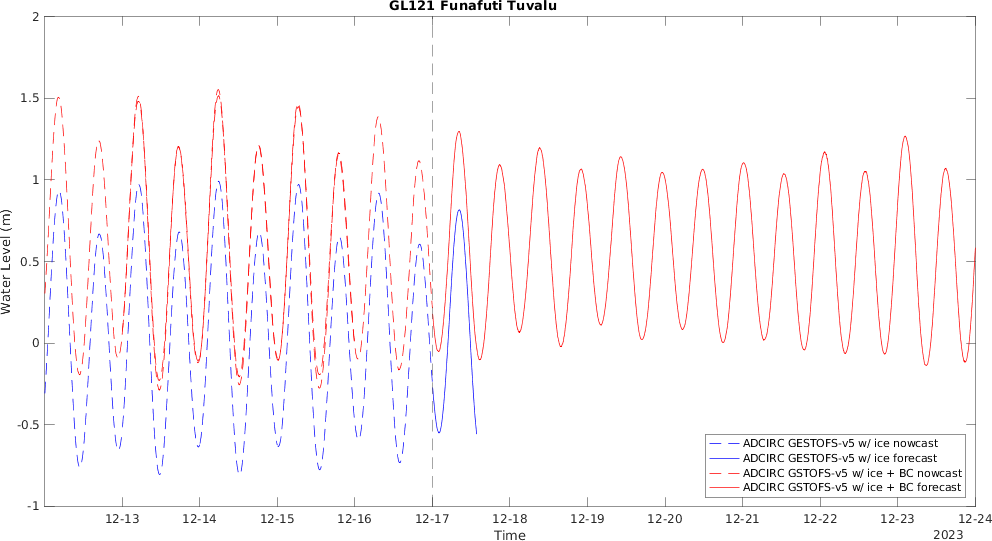 GL121 Funafuti Tuvalu
2
1.5
1
0.5
0
-0.5
-1
Water Level (m)
ADCIRC GESTOFS-v5 w/ ice nowcast
ADCIRC GESTOFS-v5 w/ ice forecast
ADCIRC GSTOFS-v5 w/ ice + BC nowcast
ADCIRC GSTOFS-v5 w/ ice + BC forecast
12-13 12-14 12-15 12-16 12-17 12-18 12-19 12-20 12-21 12-22 12-23 12-24
Time
2023